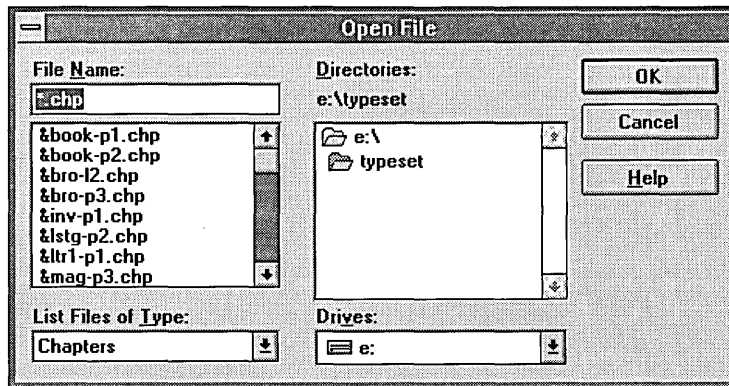 Open File
File Name:
*.chp
&book-p1.chp
&book-p2.chp
&bro-l2.chp
&bro-p3.chp
&inv-p1.chp
&lstg-p2.chp
&ltr1-p1.chp
&mag-p3.chp
List Files of Type:
Chapters
Directories:
e:\typeset
e:\
typeset
Drives:
e:
OK
Cancel
Help